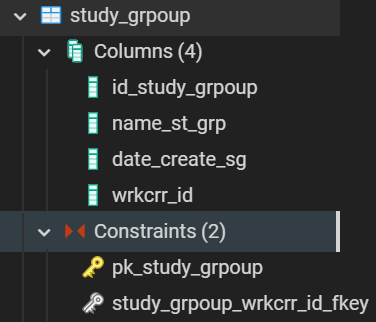 study_grpoup
Columns (4)
id_study_grpoup
name_st_grp
date_create_sg
wrkcrr_id
Constraints (2)
pk_study_grpoup
study_grpoup_wrkcrr_id_fkey